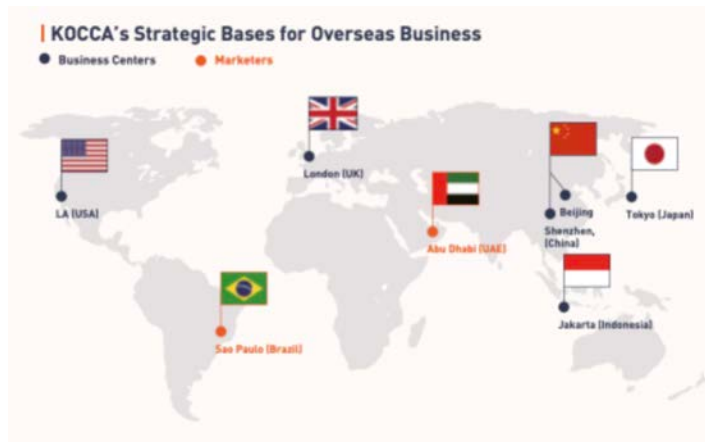 KOCCA's Strategic Bases for Overseas Business
Business Centers
Marketers
LA (USA)
London (UK)
Abu Dhabi (UAE)
Beijing
Shenzhen,
(China)
Tokyo (Japan)
Sao Paulo (Brazil)
Jakarta (Indonesia)